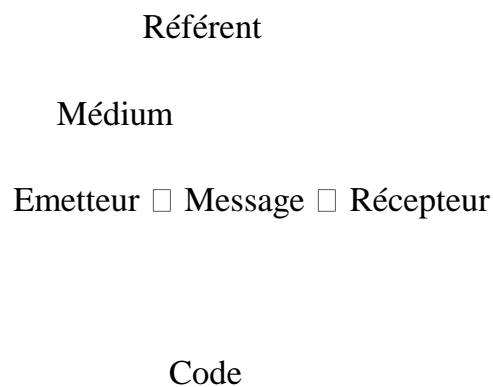 Référent
Médium
Emetteur □ Message □ Récepteur
Code